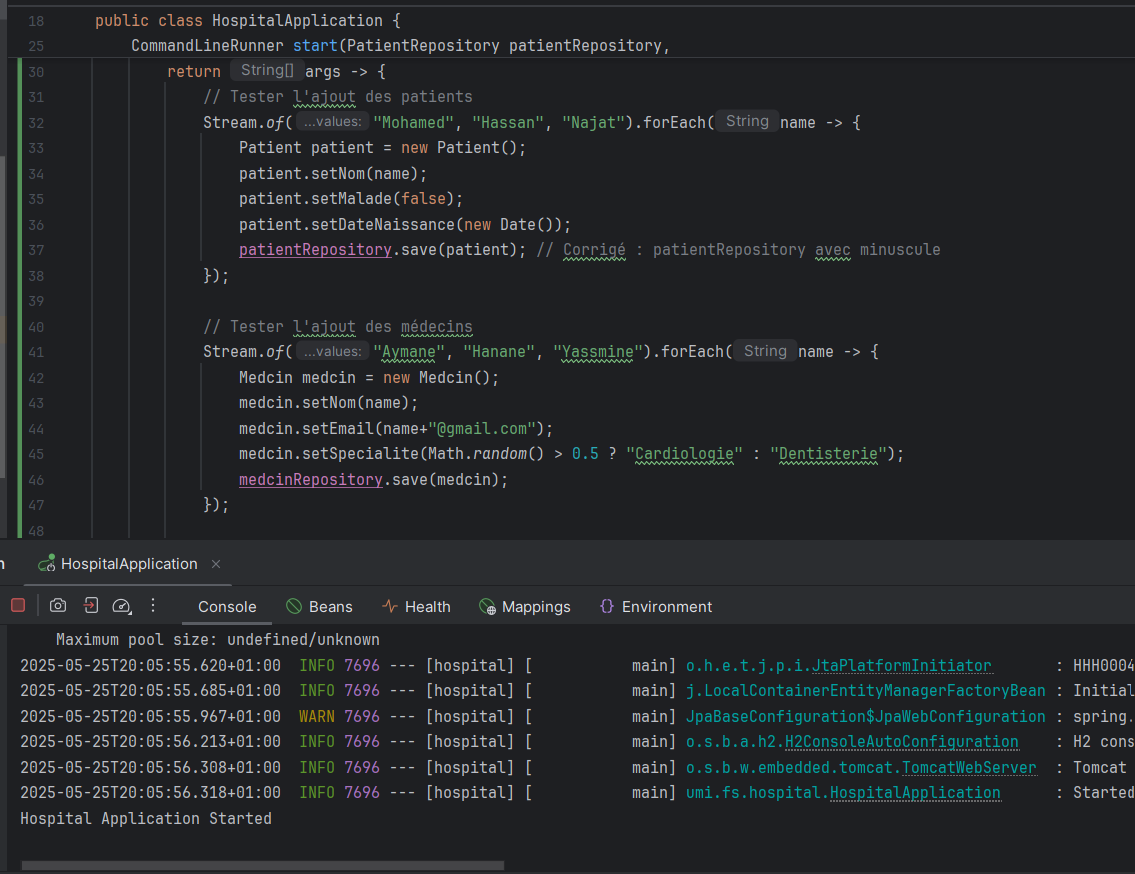 18 public class HospitalApplication {
25 CommandLineRunner start(PatientRepository patientRepository,
30 return String[] args -> {
31 // Tester l'ajout des patients
32 Stream.of( ...values: "Mohamed", "Hassan", "Najat").forEach( String name -> {
33 Patient patient = new Patient();
34 patient.setNom(name);
35 patient.setMalade(false);
36 patient.setDateNaissance(new Date());
37 patientRepository.save(patient); // Corrigé : patientRepository avec minuscule
38 });
39
40 // Tester l'ajout des médecins
41 Stream.of( ...values: "Aymane", "Hanane", "Yassmine").forEach( String name -> {
42 Medcin medcin = new Medcin();
43 medcin.setNom(name);
44 medcin.setEmail(name+"@gmail.com");
45 medcin.setSpecialite(Math.random() > 0.5 ? "Cardiologie" : "Dentisterie");
46 medcinRepository.save(medcin);
47 });
48
HospitalApplication ×
Console Beans Health Mappings Environment
Maximum pool size: undefined/unknown
2025-05-25T20:05:55.620+01:00 INFO 7696 --- [hospital] [ main] o.h.e.t.j.p.i.JtaPlatformInitiator : HHH0004
2025-05-25T20:05:55.685+01:00 INFO 7696 --- [hospital] [ main] j.LocalContainerEntityManagerFactoryBean : Initial
2025-05-25T20:05:55.967+01:00 WARN 7696 --- [hospital] [ main] JpaBaseConfiguration$JpaWebConfiguration : spring.
2025-05-25T20:05:56.213+01:00 INFO 7696 --- [hospital] [ main] o.s.b.a.h2.H2ConsoleAutoConfiguration : H2 cons
2025-05-25T20:05:56.308+01:00 INFO 7696 --- [hospital] [ main] o.s.b.w.embedded.tomcat.TomcatWebServer : Tomcat
2025-05-25T20:05:56.318+01:00 INFO 7696 --- [hospital] [ main] umi.fs.hospital.HospitalApplication : Started
Hospital Application Started